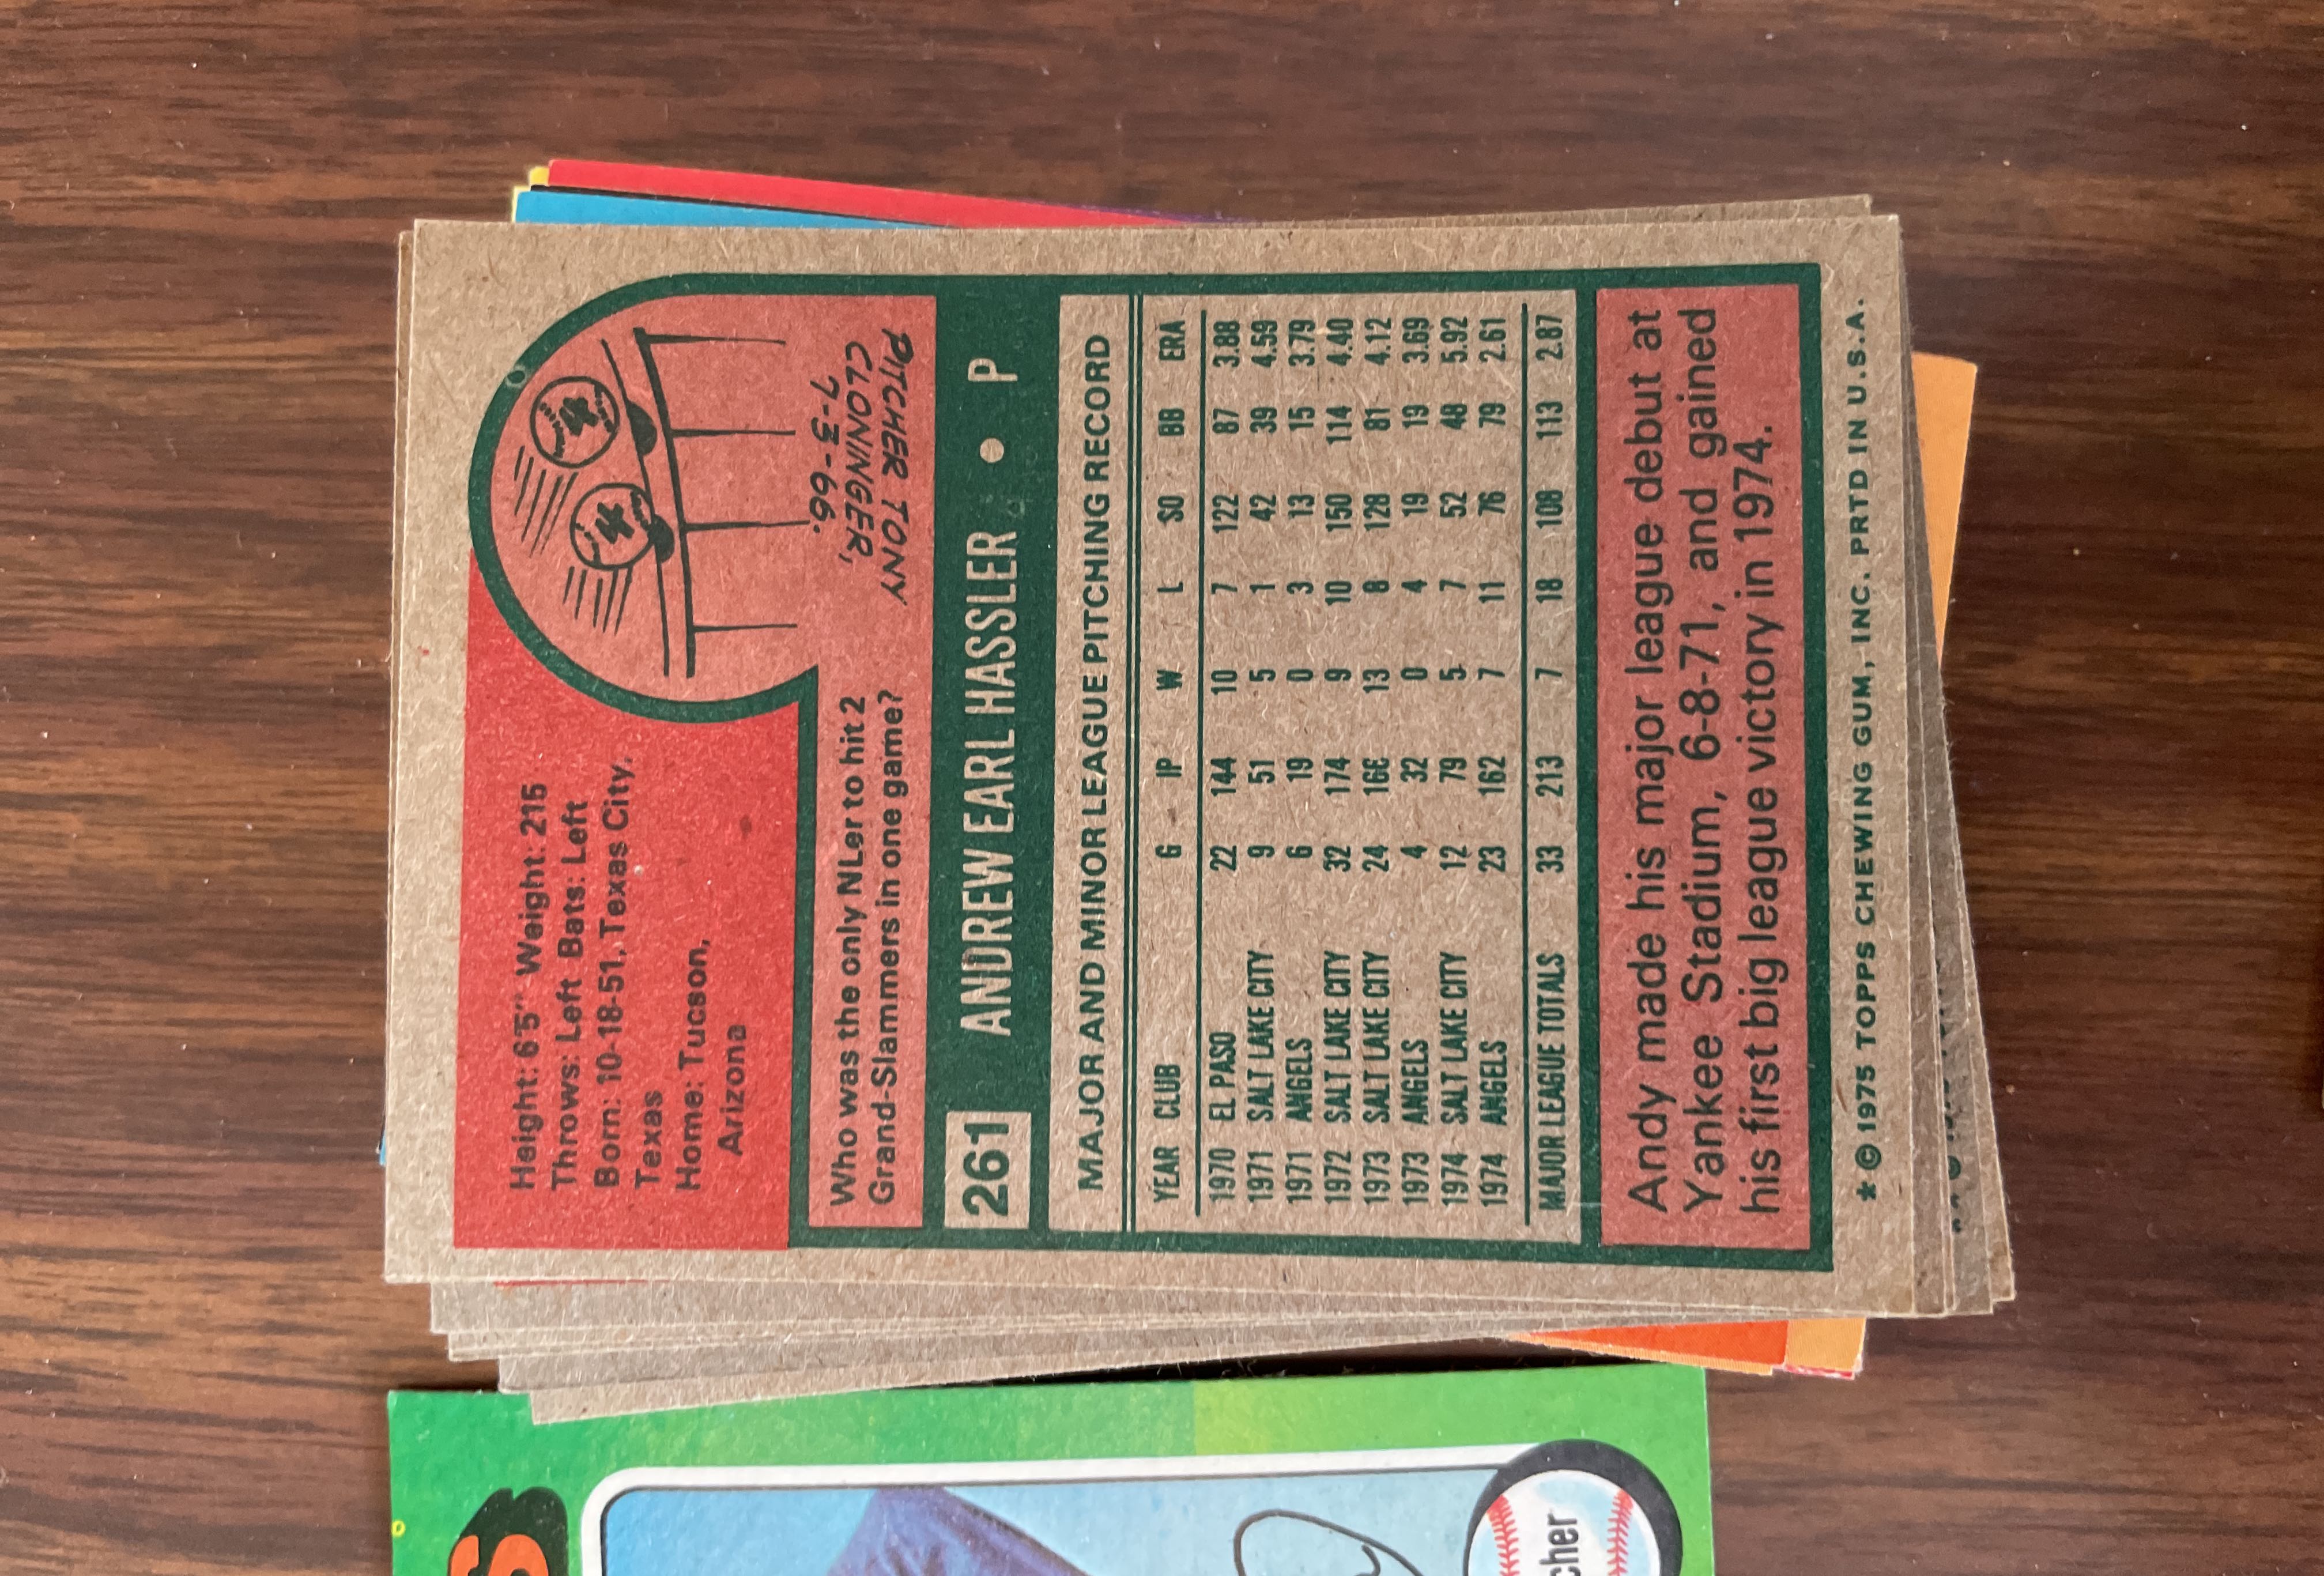 Height: 6'5" Weight: 215
Throws: Left Bats: Left
Born: 10-18-51, Texas City,
Texas
Home: Tucson,
Arizona
Who was the only NLer to hit 2
Grand-Slammers in one game?
PITCHER TONY
CLONINGER,
7-3-66.
261 ANDREW EARL HASSLER • P
MAJOR AND MINOR LEAGUE PITCHING RECORD
YEAR CLUB G IP W L SO BB ERA
1970 EL PASO 22 144 10 7 122 87 3.88
1971 SALT LAKE CITY 9 51 5 1 42 39 4.59
1971 ANGELS 6 19 0 3 13 15 3.79
1972 SALT LAKE CITY 32 174 9 10 150 114 4.40
1973 SALT LAKE CITY 24 166 13 8 128 81 4.12
1973 ANGELS 4 32 0 4 19 19 3.69
1974 SALT LAKE CITY 12 79 5 7 52 48 5.92
1974 ANGELS 23 162 7 11 76 79 2.61
MAJOR LEAGUE TOTALS 33 213 7 18 108 113 2.87
Andy made his major league debut at
Yankee Stadium, 6-8-71, and gained
his first big league victory in 1974.
* © 1975 TOPPS CHEWING GUM, INC. PRTD IN U.S.A.
S
cher